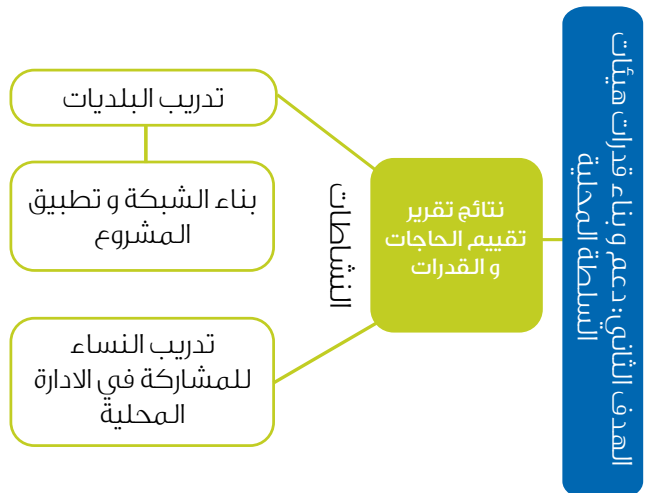 الهدف الثاني: دعم و بناء قدرات هيئات
السلطة المحلية
نتائج تقرير
تقييم الحاجات
و القدرات
النشاطات
تدريب البلديات
بناء الشبكة و تطبيق
المشروع
تدريب النساء
للمشاركة في الادارة
المحلية